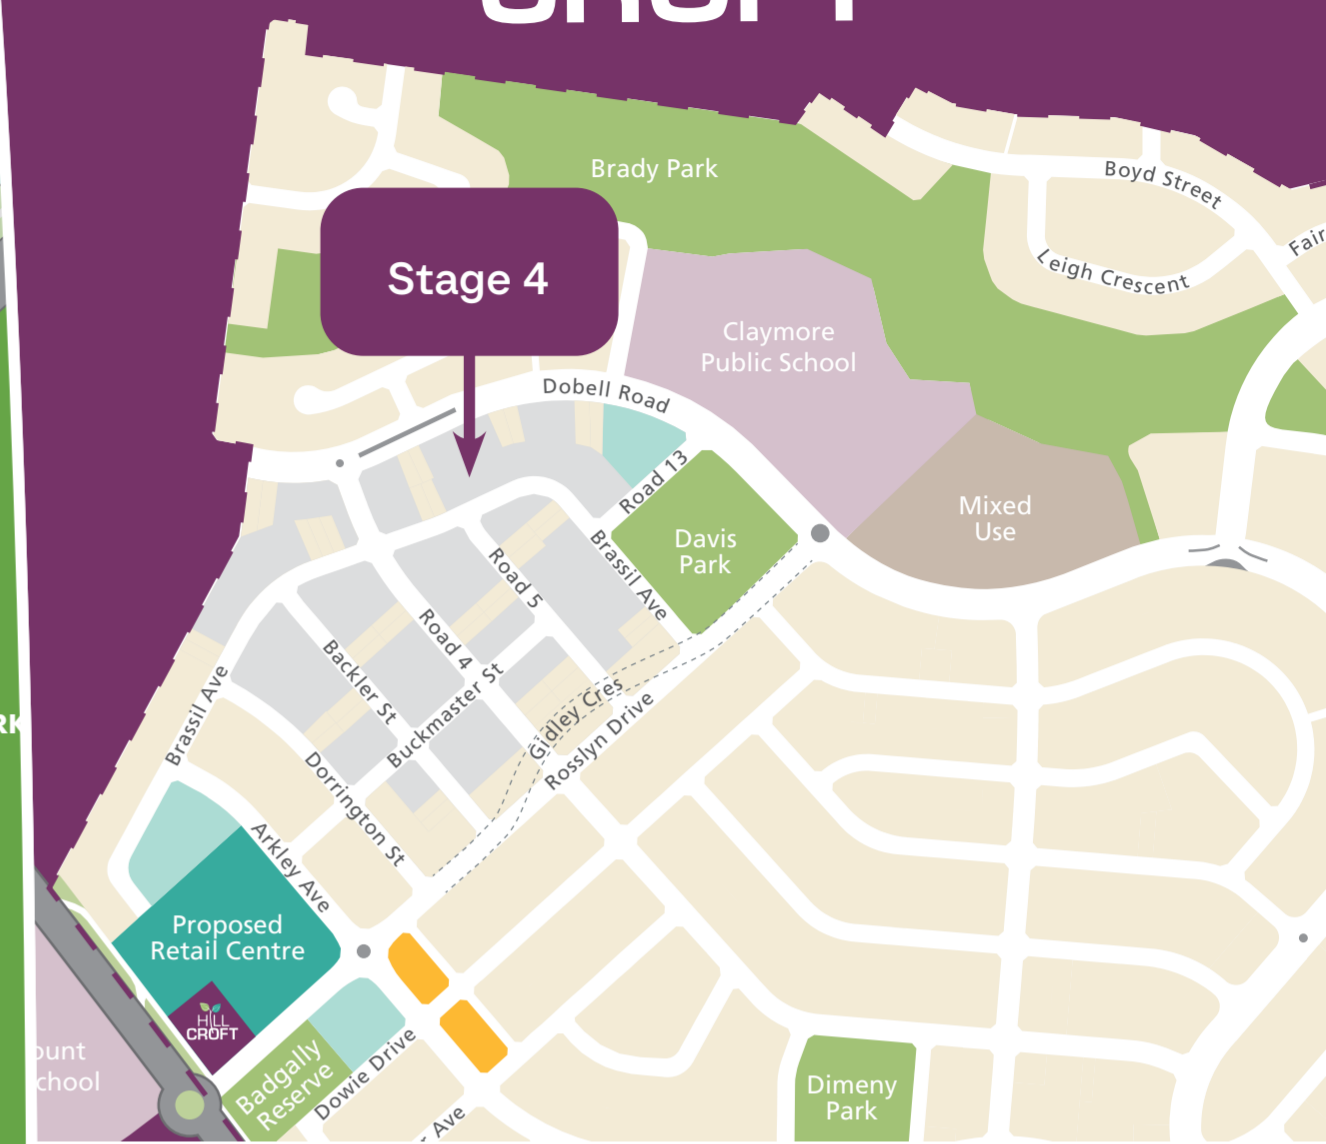 CROFT
Brady Park
Boyd Street
Leigh Crescent
Stage 4
Claymore
Public School
Dobell Road
Road 13
Mixed
Use
Davis
Park
Brassil Ave
Road 5
Road 4
Backler St
Buckmaster St
Brassil Ave
Gidley Cres
Rosslyn Drive
Dorrington St
Arkley Ave
Proposed
Retail Centre
HILL
CROFT
Badgally
Reserve
Dowie Drive
Ave
Dimeny
Park